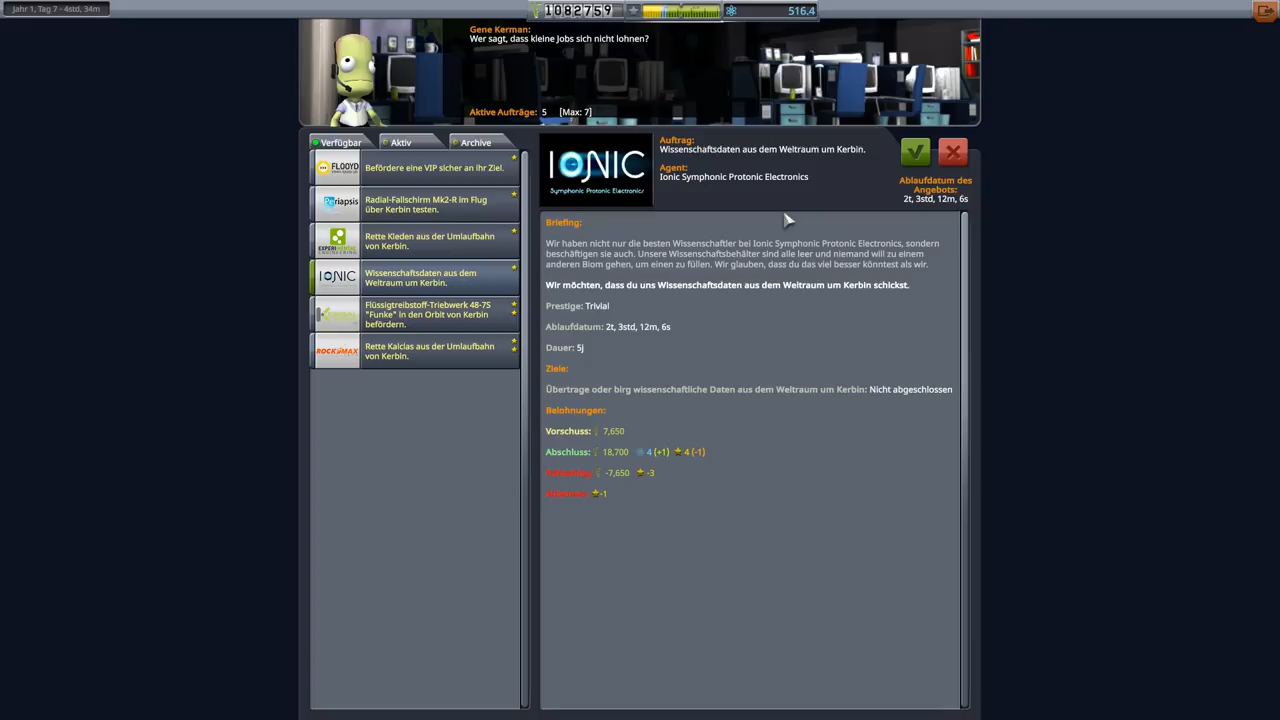 Jahr 1, Tag 7 - 4std, 34m
1082759
516.4
Gene Kerman:
Wer sagt, dass kleine Jobs sich nicht lohnen?
Aktive Aufträge: 5 [Max: 7]
Verfügbar
Aktiv
Archive
FLOOYD
Befördere eine VIP sicher an ihr Ziel.
Periapsis
Radial-Fallschirm Mk2-R im Flug
über Kerbin testen.
EXPERIMENTAL
ENGINEERING
Rette Kleden aus der Umlaufbahn
von Kerbin.
IONIC
Wissenschaftsdaten aus dem
Weltraum um Kerbin.
Flüssigtreibstoff-Triebwerk 48-7S
"Funke" in den Orbit von Kerbin
befördern.
ROCKOMAX
Rette Kalcias aus der Umlaufbahn
von Kerbin.
IONIC
Symphonic Protonic Electronics
Auftrag:
Wissenschaftsdaten aus dem Weltraum um Kerbin.
Agent:
Ionic Symphonic Protonic Electronics
Ablaufdatum des
Angebots:
2t, 3std, 12m, 6s
Briefing:
Wir haben nicht nur die besten Wissenschaftler bei Ionic Symphonic Protonic Electronics, sondern
beschäftigen sie auch. Unsere Wissenschaftsbehälter sind alle leer und niemand will zu einem
anderen Biom gehen, um einen zu füllen. Wir glauben, dass du das viel besser könntest als wir.
Wir möchten, dass du uns Wissenschaftsdaten aus dem Weltraum um Kerbin schickst.
Prestige: Trivial
Ablaufdatum: 2t, 3std, 12m, 6s
Dauer: 5j
Ziele:
Übertrage oder birg wissenschaftliche Daten aus dem Weltraum um Kerbin: Nicht abgeschlossen
Belohnungen:
Vorschuss: 7,650
Abschluss: 18,700 4 (+1) 4 (-1)
-7,650 -3
-1